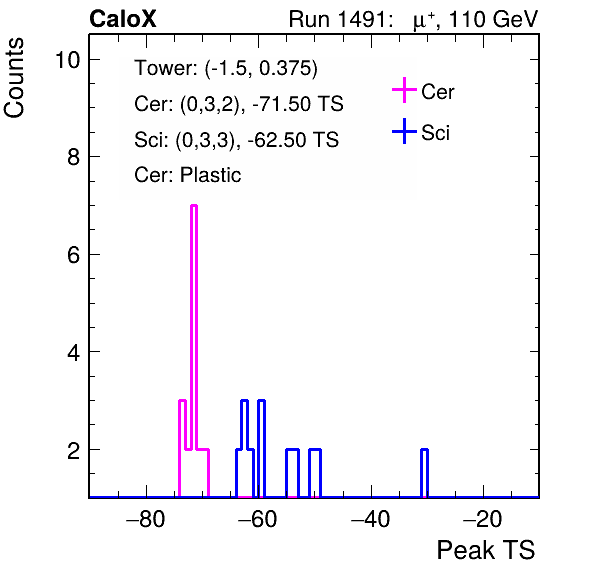 CaloX Run 1491: μ⁺, 110 GeV
Counts
Tower: (-1.5, 0.375)
Cer: (0,3,2), -71.50 TS
Sci: (0,3,3), -62.50 TS
Cer: Plastic
Cer
Sci
10
8
6
4
2
−80 −60 −40 −20
Peak TS